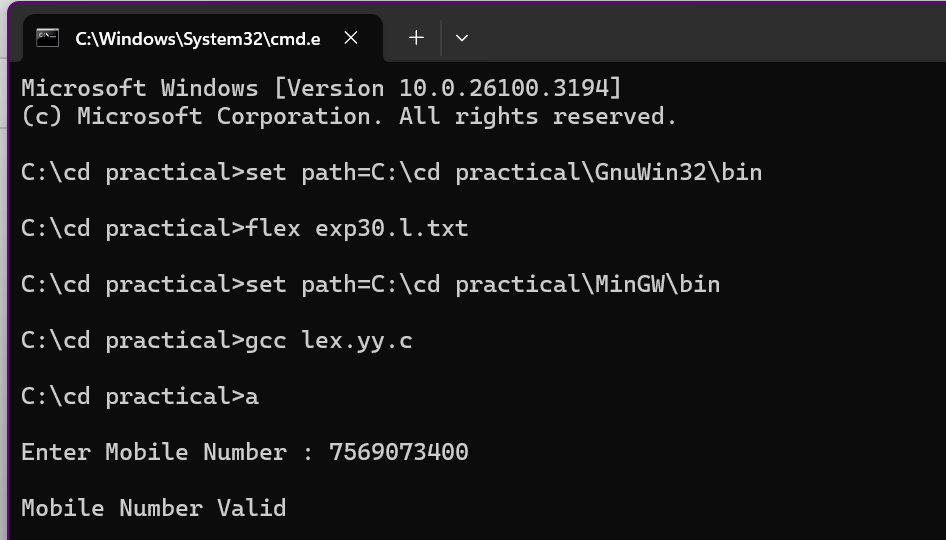 C:\Windows\System32\cmd.e
Microsoft Windows [Version 10.0.26100.3194]
(c) Microsoft Corporation. All rights reserved.
C:\cd practical>set path=C:\cd practical\GnuWin32\bin
C:\cd practical>flex exp30.l.txt
C:\cd practical>set path=C:\cd practical\MinGW\bin
C:\cd practical>gcc lex.yy.c
C:\cd practical>a
Enter Mobile Number : 7569073400
Mobile Number Valid